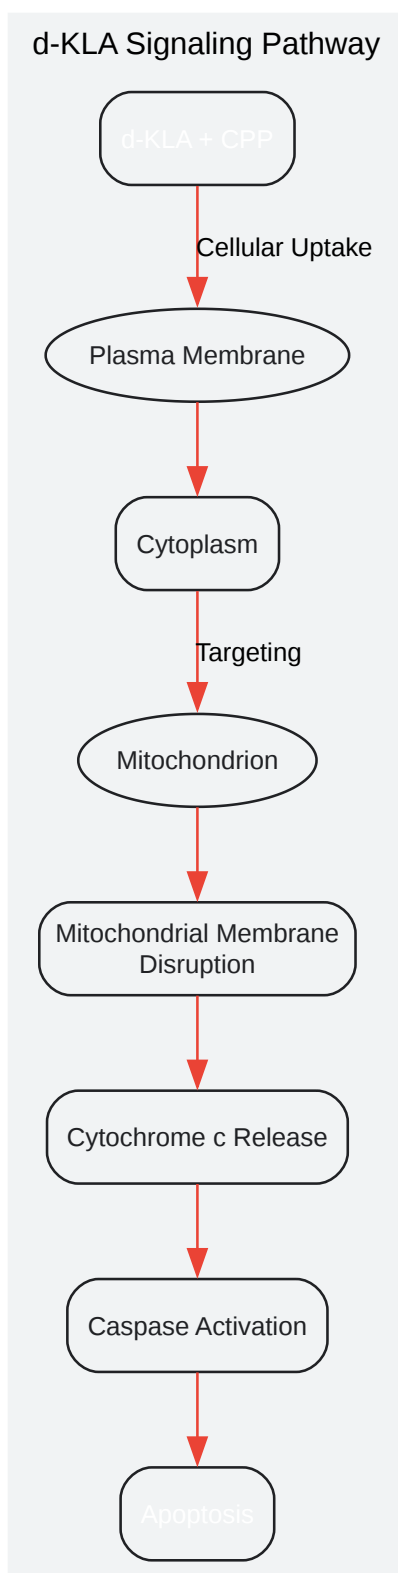 d-KLA Signaling Pathway
d-KLA + CPP
Cellular Uptake
Plasma Membrane
Cytoplasm
Targeting
Mitochondrion
Mitochondrial Membrane
Disruption
Cytochrome c Release
Caspase Activation
Apoptosis